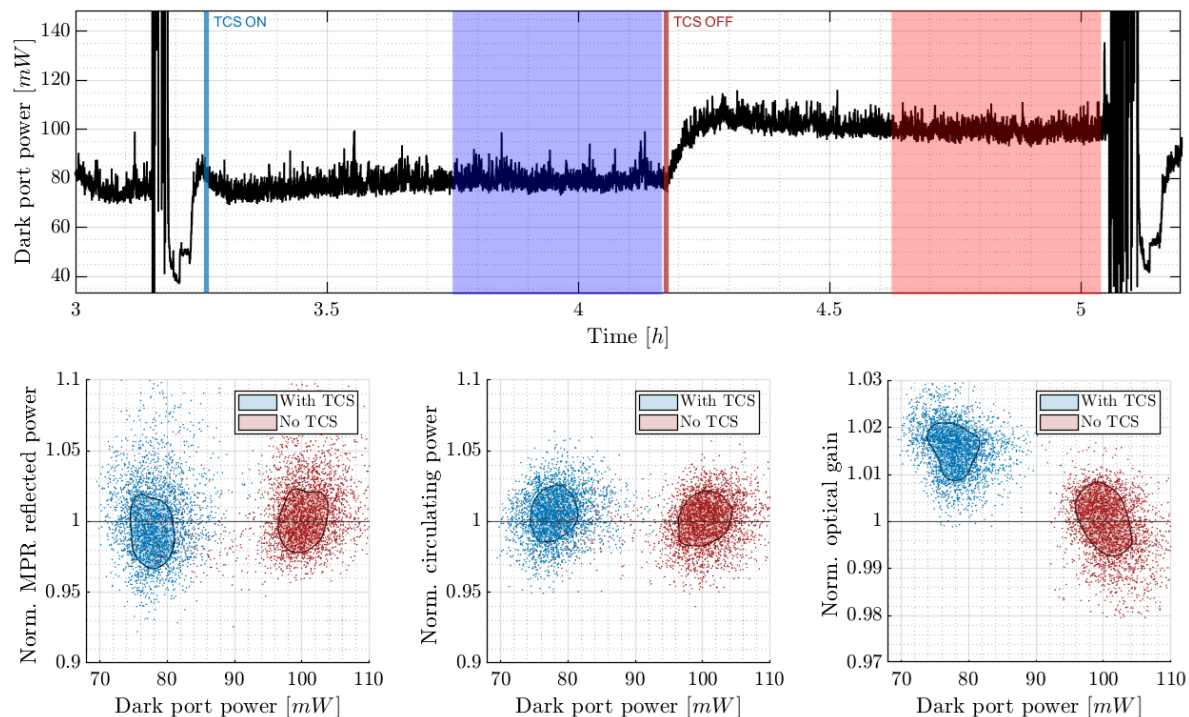 TCS ON
TCS OFF
Dark port power [mW]
140
120
100
80
60
40
3
3.5
4
4.5
5
Time [h]
Norm. MPR reflected power
1.1
1.05
1
0.95
0.9
With TCS
No TCS
70
80
90
100
110
Dark port power [mW]
Norm. circulating power
1.1
1.05
1
0.95
0.9
With TCS
No TCS
70
80
90
100
110
Dark port power [mW]
Norm. optical gain
1.03
1.02
1.01
1
0.99
0.98
0.97
With TCS
No TCS
70
80
90
100
110
Dark port power [mW]